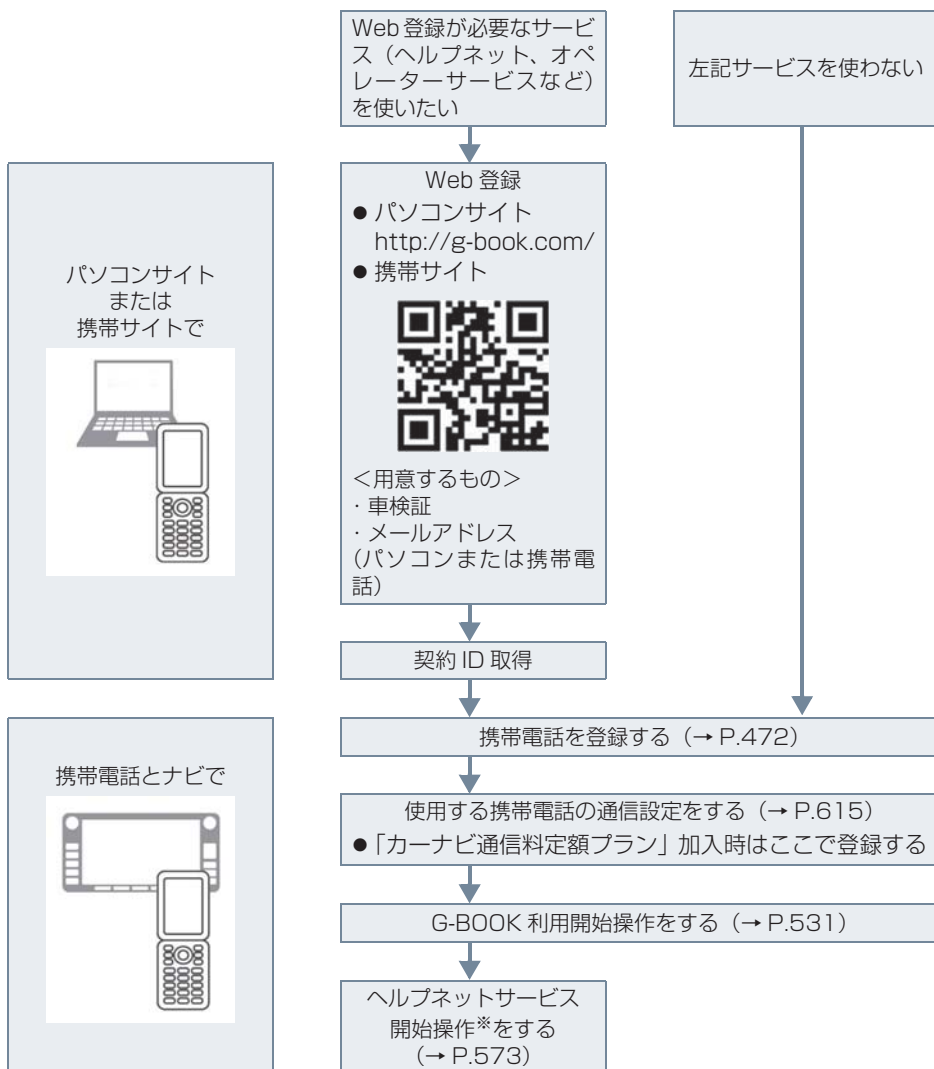 Web 登録が必要なサービ
ス（ヘルプネット、オペ
レーターサービスなど）
を使いたい
左記サービスを使わない
パソコンサイト
または
携帯サイトで
Web 登録
● パソコンサイト
http://g-book.com/
● 携帯サイト
＜用意するもの＞
・車検証
・メールアドレス
（パソコンまたは携帯電
話）
契約 ID 取得
携帯電話とナビで
携帯電話を登録する（→ P.472）
使用する携帯電話の通信設定をする（→ P.615）
●「カーナビ通信料定額プラン」加入時はここで登録する
G-BOOK 利用開始操作をする（→ P.531）
ヘルプネットサービス
開始操作※をする
（→ P.573）